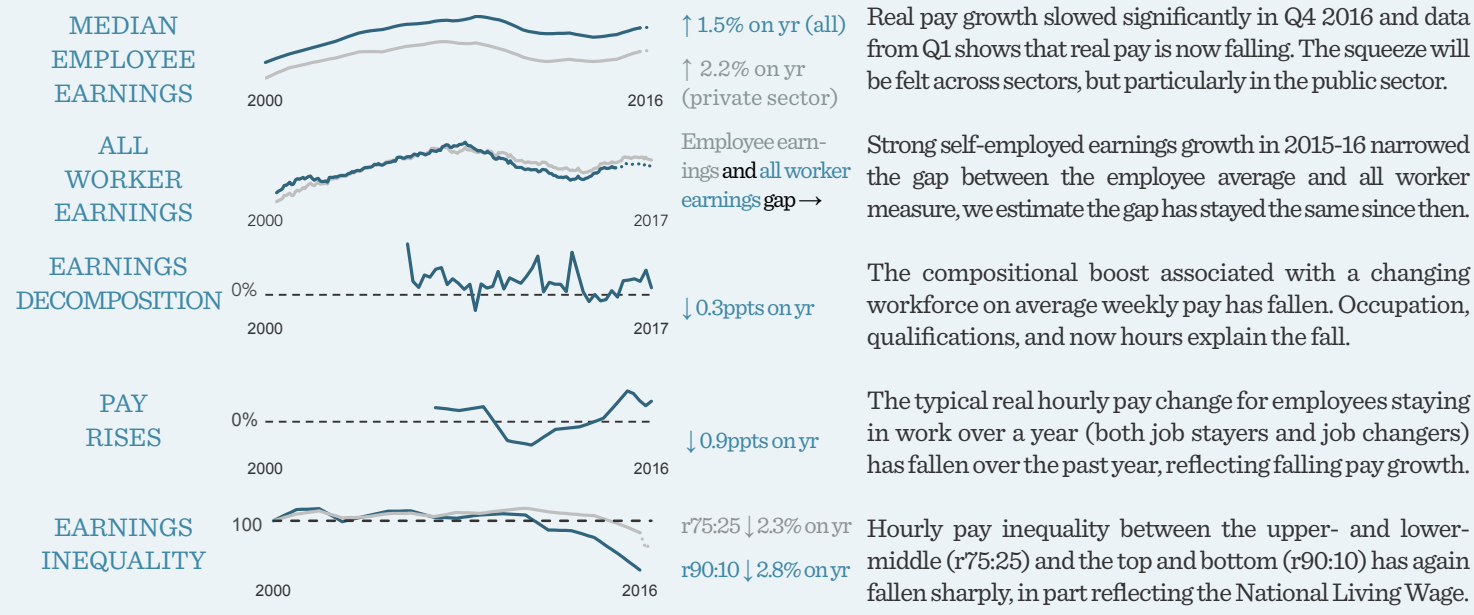 MEDIAN
EMPLOYEE
EARNINGS
2000
2016
↑ 1.5% on yr (all)
↑ 2.2% on yr
(private sector)
Real pay growth slowed significantly in Q4 2016 and data
from Q1 shows that real pay is now falling. The squeeze will
be felt across sectors, but particularly in the public sector.
ALL
WORKER
EARNINGS
2000
2017
Employee earn-
ings and all worker
earnings gap →
Strong self-employed earnings growth in 2015-16 narrowed
the gap between the employee average and all worker
measure, we estimate the gap has stayed the same since then.
EARNINGS
DECOMPOSITION
0%
2000
2017
↓ 0.3ppts on yr
The compositional boost associated with a changing
workforce on average weekly pay has fallen. Occupation,
qualifications, and now hours explain the fall.
PAY
RISES
0%
2000
2016
↓ 0.9ppts on yr
The typical real hourly pay change for employees staying
in work over a year (both job stayers and job changers)
has fallen over the past year, reflecting falling pay growth.
EARNINGS
INEQUALITY
100
2000
2016
r75:25 ↓ 2.3% on yr
r90:10 ↓ 2.8% on yr
Hourly pay inequality between the upper- and lower-
middle (r75:25) and the top and bottom (r90:10) has again
fallen sharply, in part reflecting the National Living Wage.